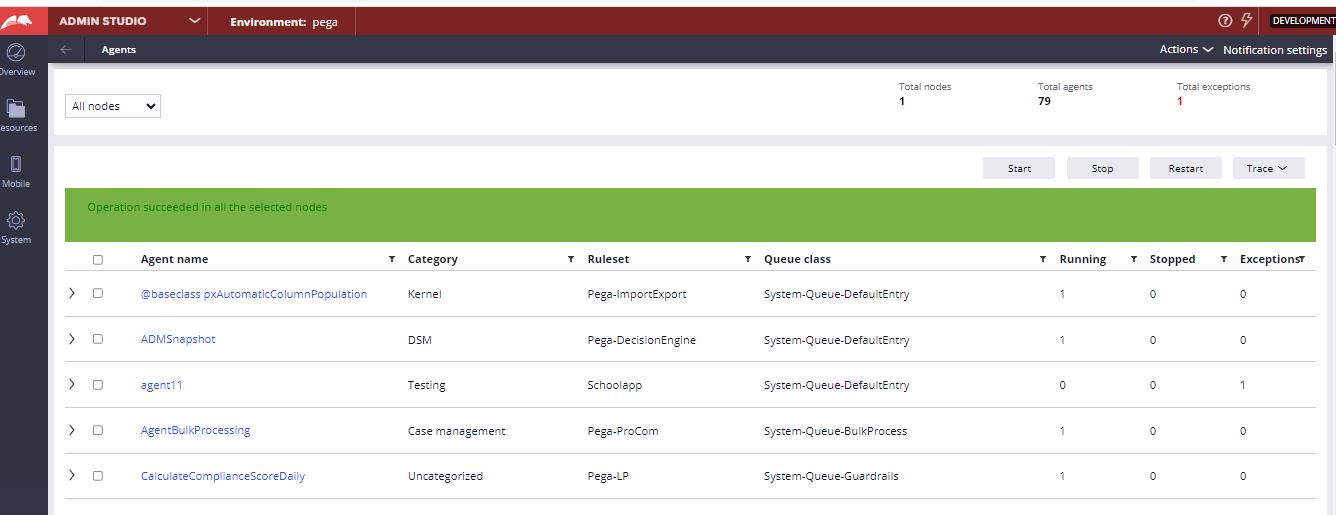 ADMIN STUDIO Environment: pega DEVELOPMENT
Agents Actions Notification settings
Overview
Resources
Mobile
System
All nodes
Total nodes Total agents Total exceptions
1 79 1
Start Stop Restart Trace
Operation succeeded in all the selected nodes
Agent name Category Ruleset Queue class Running Stopped Exceptions
@baseclass pxAutomaticColumnPopulation Kernel Pega-ImportExport System-Queue-DefaultEntry 1 0 0
ADMSnapshot DSM Pega-DecisionEngine System-Queue-DefaultEntry 1 0 0
agent11 Testing Schoolapp System-Queue-DefaultEntry 0 0 1
AgentBulkProcessing Case management Pega-ProCom System-Queue-BulkProcess 1 0 0
CalculateComplianceScoreDaily Uncategorized Pega-LP System-Queue-Guardrails 1 0 0